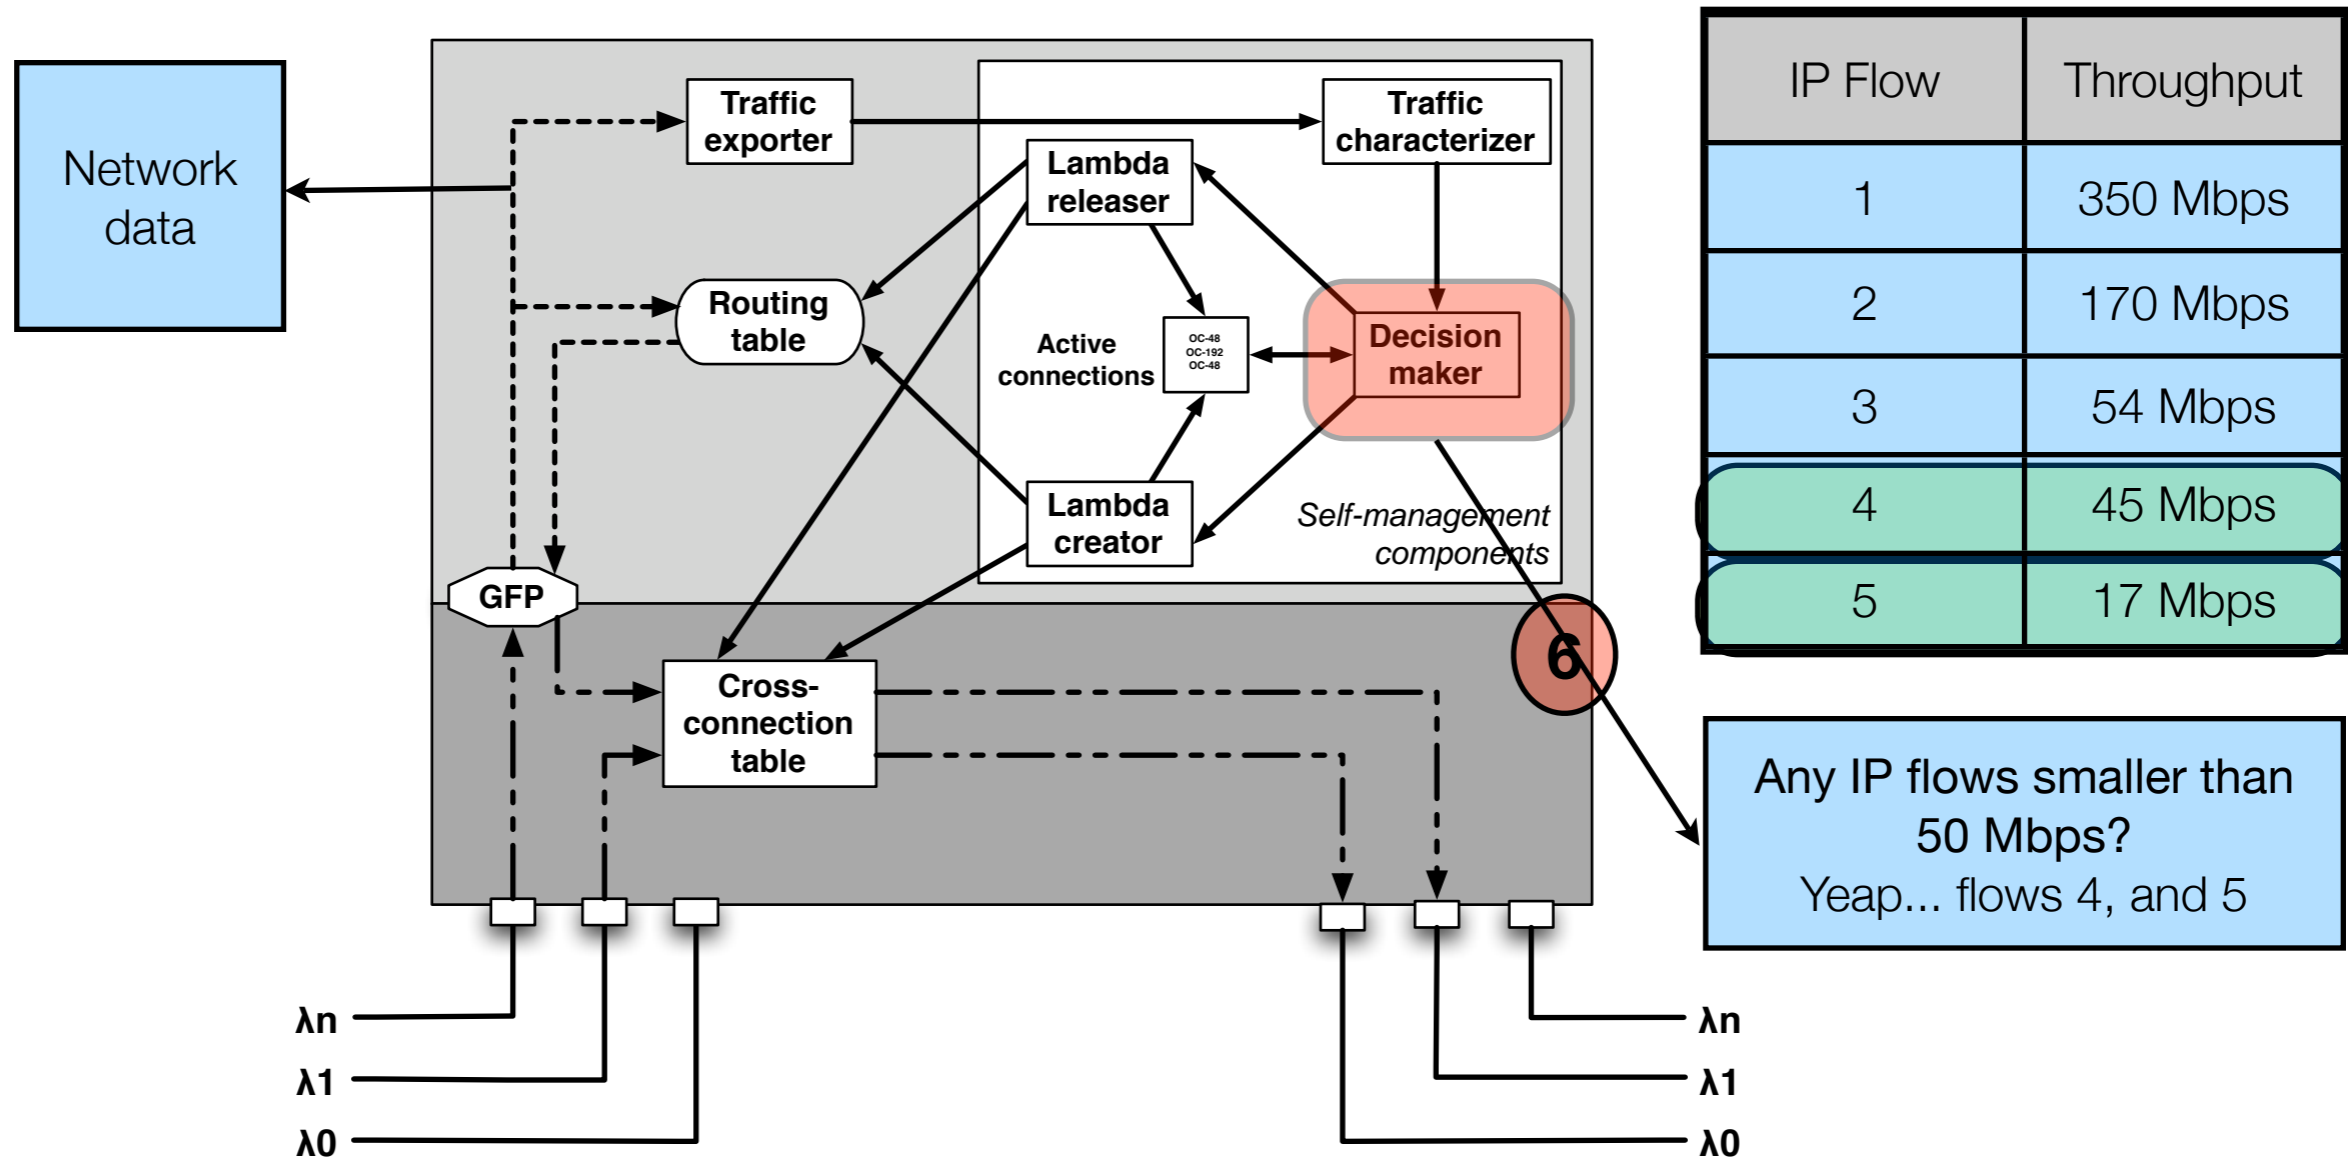 Network
data
Traffic
exporter
Traffic
characterizer
Lambda
releaser
Routing
table
Active
connections
OC-48
OC-192
OC-48
Decision
maker
Lambda
creator
Self-management
components
GFP
Cross-
connection
table
6
λn
λ1
λ0
λn
λ1
λ0
IP Flow Throughput
1 350 Mbps
2 170 Mbps
3 54 Mbps
4 45 Mbps
5 17 Mbps
Any IP flows smaller than
50 Mbps?
Yeap... flows 4, and 5